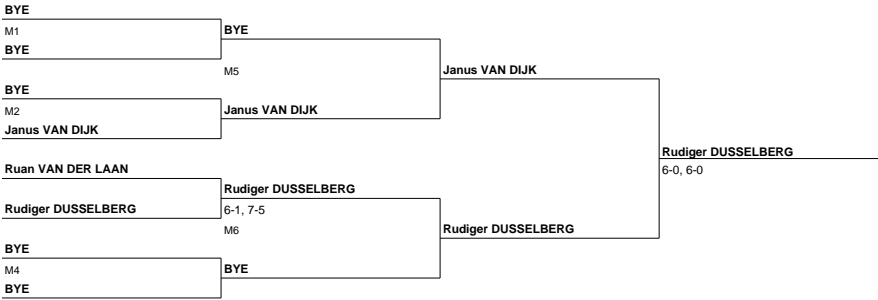 BYE
M1
BYE
BYE
M5
BYE
M2
Janus VAN DIJK
Janus VAN DIJK
Janus VAN DIJK
Ruan VAN DER LAAN
Rudiger DUSSELBERG
Rudiger DUSSELBERG
6-1, 7-5
M6
BYE
M4
BYE
BYE
Rudiger DUSSELBERG
Rudiger DUSSELBERG
6-0, 6-0